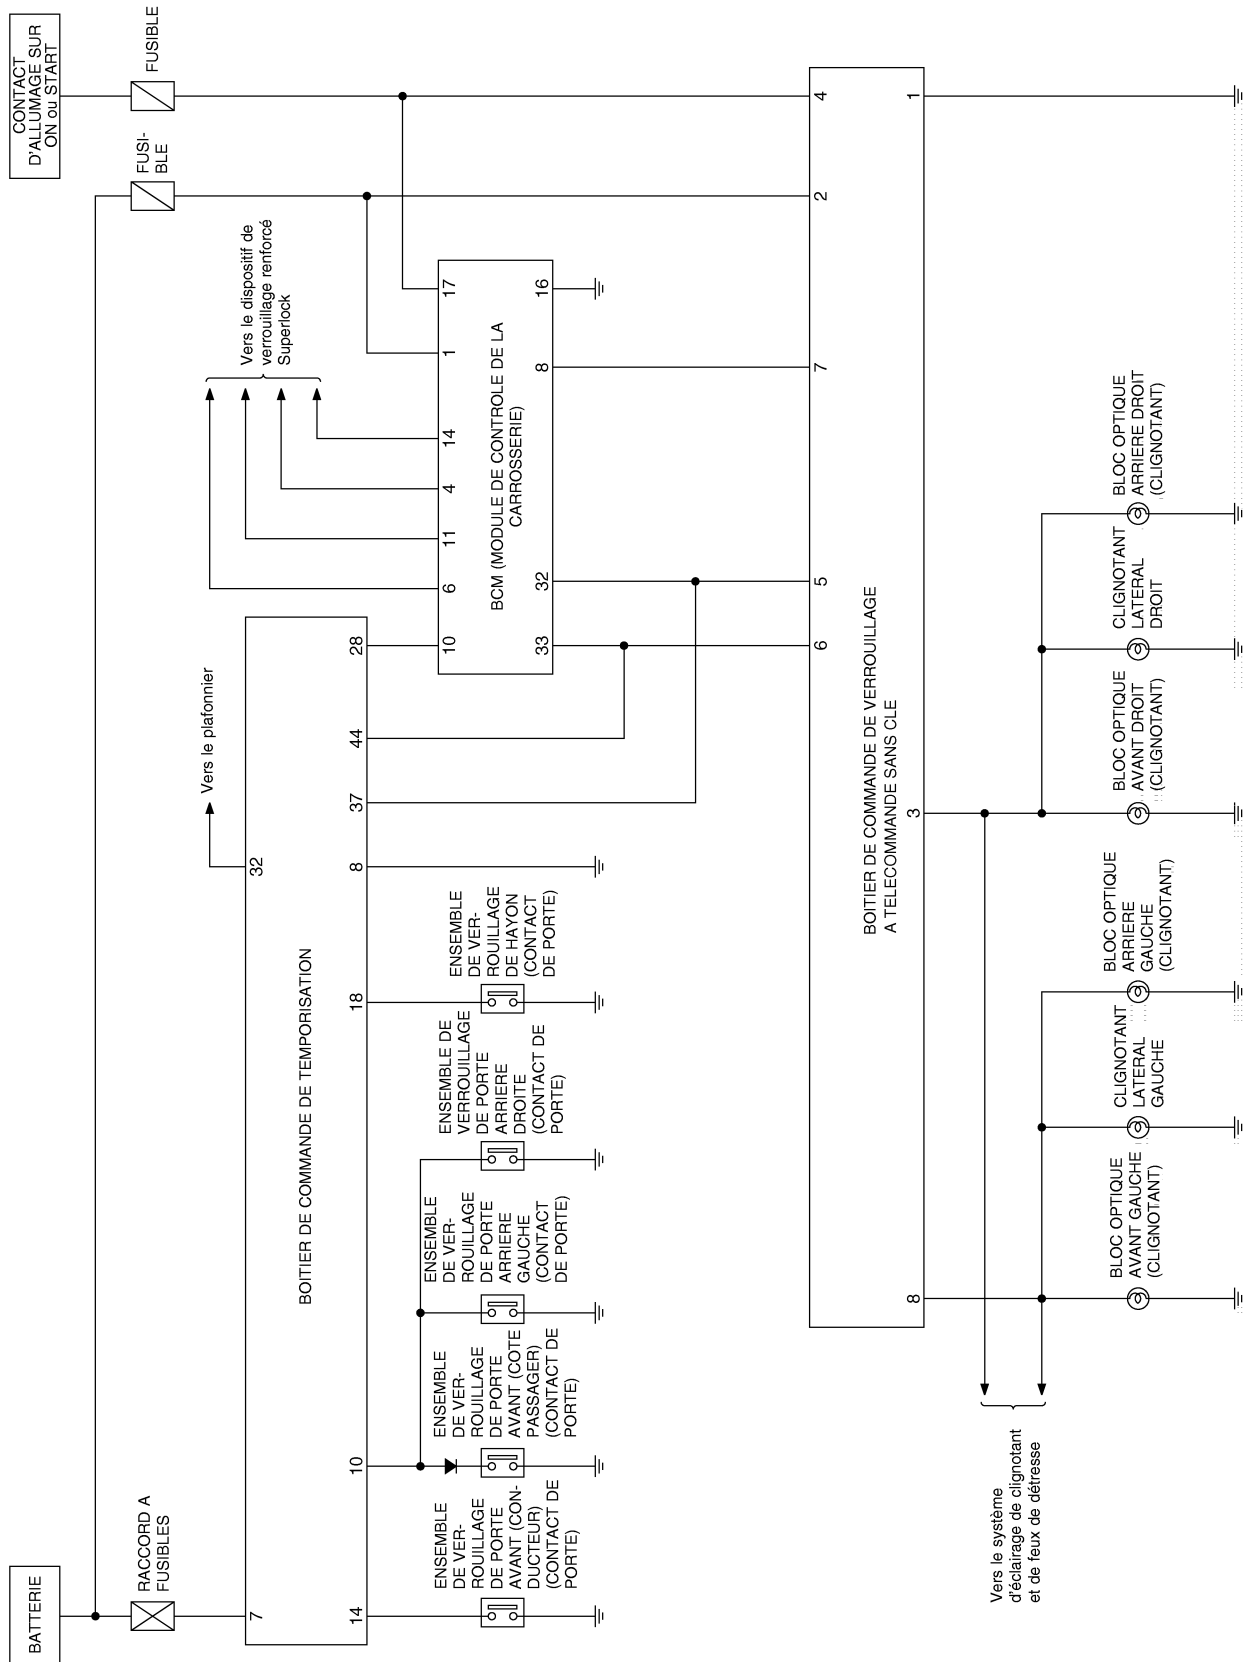 BATTERIE
CONTACT
D'ALLUMAGE SUR
ON ou START
RACCORD A
FUSIBLES
FUSI-
BLE
FUSIBLE
Vers le plafonnier
Vers le dispositif de
verrouillage renforcé
Superlock
7
32
BOITIER DE COMMANDE DE TEMPORISATION
14
10
18
8
37
44
28
6
11
4
14
1
17
10
BCM (MODULE DE CONTROLE DE LA
CARROSSERIE)
33
32
8
16
ENSEMBLE
DE VER-
ROUILLAGE
DE PORTE
AVANT (CON-
DUCTEUR)
(CONTACT DE
PORTE)
ENSEMBLE
DE VER-
ROUILLAGE
DE PORTE
AVANT (COTE
PASSAGER)
(CONTACT DE
PORTE)
ENSEMBLE
DE VER-
ROUILLAGE
DE PORTE
ARRIERE
GAUCHE
(CONTACT
DE PORTE)
ENSEMBLE DE
VERROUILLAGE
DE PORTE
ARRIERE
DROITE
(CONTACT DE
PORTE)
ENSEMBLE
DE VER-
ROUILLAGE
DE HAYON
(CONTACT
DE PORTE)
6
5
7
2
4
BOITIER DE COMMANDE DE VERROUILLAGE
A TELECOMMANDE SANS CLE
8
3
1
Vers le système
d'éclairage de clignotant
et de feux de détresse
BLOC OPTIQUE
AVANT GAUCHE
(CLIGNOTANT)
CLIGNOTANT
LATERAL
GAUCHE
BLOC OPTIQUE
ARRIERE
GAUCHE
(CLIGNOTANT)
BLOC OPTIQUE
AVANT DROIT
(CLIGNOTANT)
CLIGNOTANT
LATERAL
DROIT
BLOC OPTIQUE
ARRIERE DROIT
(CLIGNOTANT)